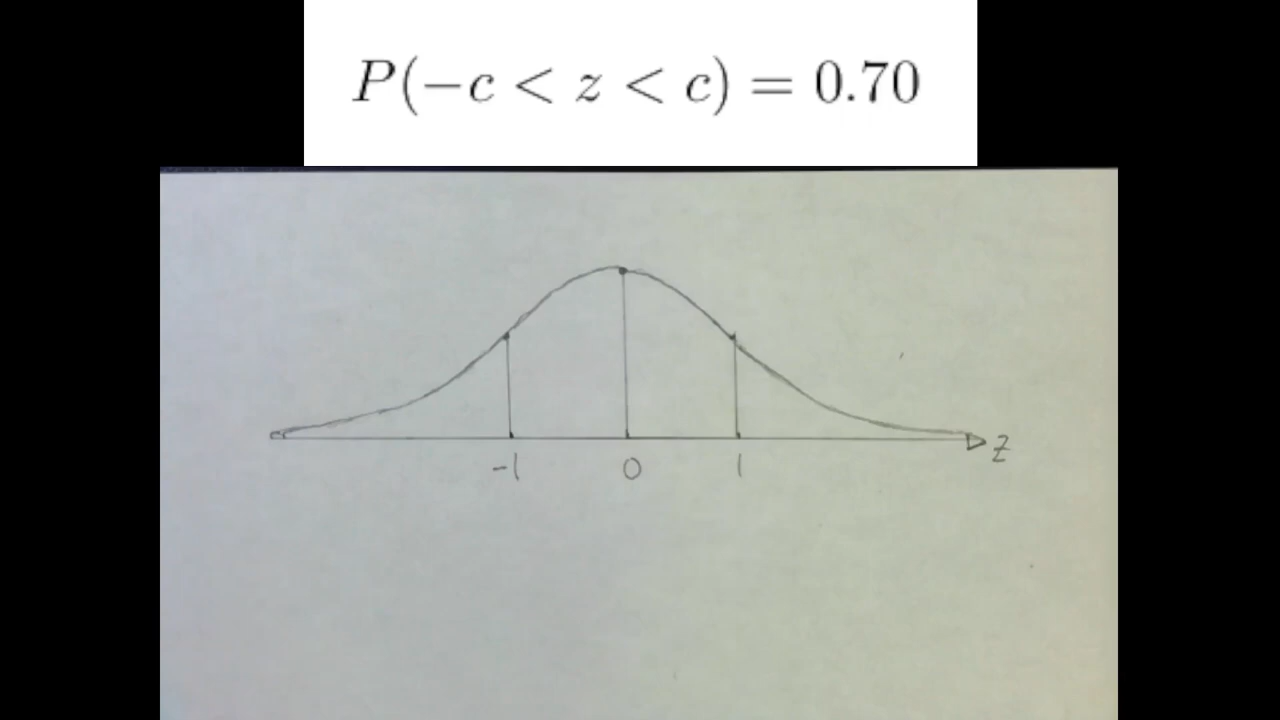 P(−c < z < c) = 0.70
-1 0 1 z